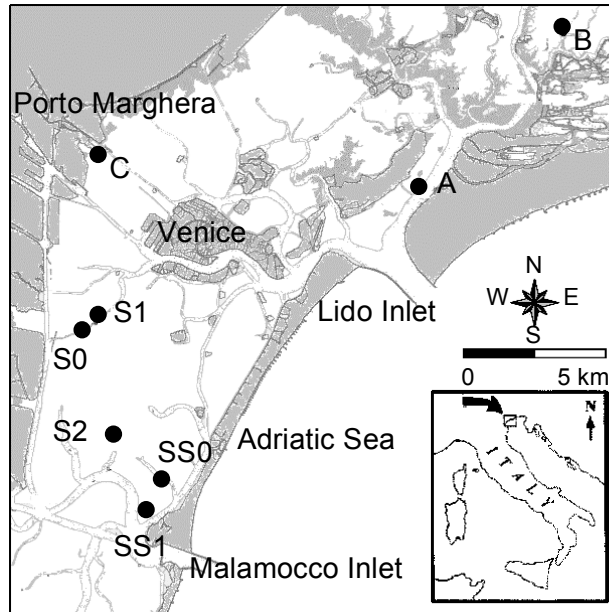 B
Porto Marghera
C
A
Venice
N
W E
S
S1
Lido Inlet
S0
0 5 km
S2
Adriatic Sea
SS0
SS1
Malamocco Inlet
N
ITALY